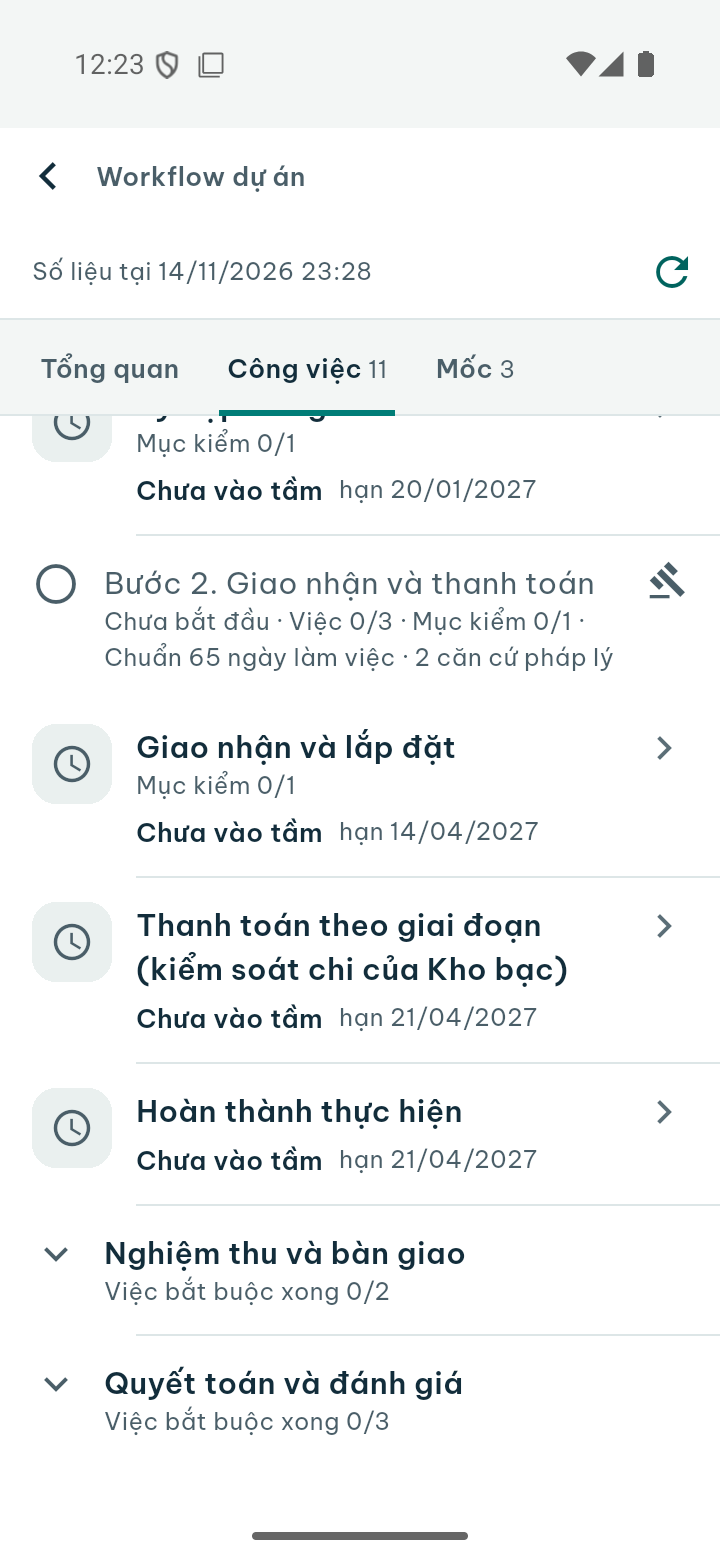 12:23
Workflow dự án
Số liệu tại 14/11/2026 23:28
Tổng quan
Công việc 11
Mốc 3
Mục kiểm 0/1
Chưa vào tầm hạn 20/01/2027
Bước 2. Giao nhận và thanh toán
Chưa bắt đầu · Việc 0/3 · Mục kiểm 0/1 ·
Chuẩn 65 ngày làm việc · 2 căn cứ pháp lý
Giao nhận và lắp đặt
Mục kiểm 0/1
Chưa vào tầm hạn 14/04/2027
Thanh toán theo giai đoạn
(kiểm soát chi của Kho bạc)
Chưa vào tầm hạn 21/04/2027
Hoàn thành thực hiện
Chưa vào tầm hạn 21/04/2027
Nghiệm thu và bàn giao
Việc bắt buộc xong 0/2
Quyết toán và đánh giá
Việc bắt buộc xong 0/3